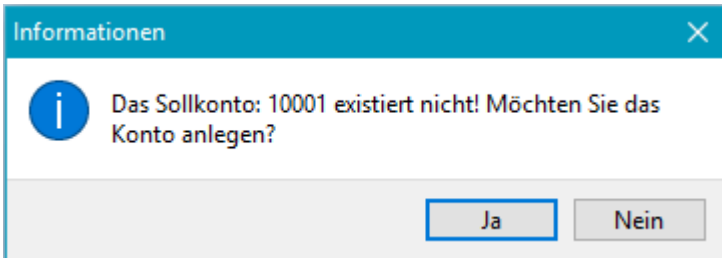 Informationen
Das Sollkonto: 10001 existiert nicht! Möchten Sie das
Konto anlegen?
Ja
Nein